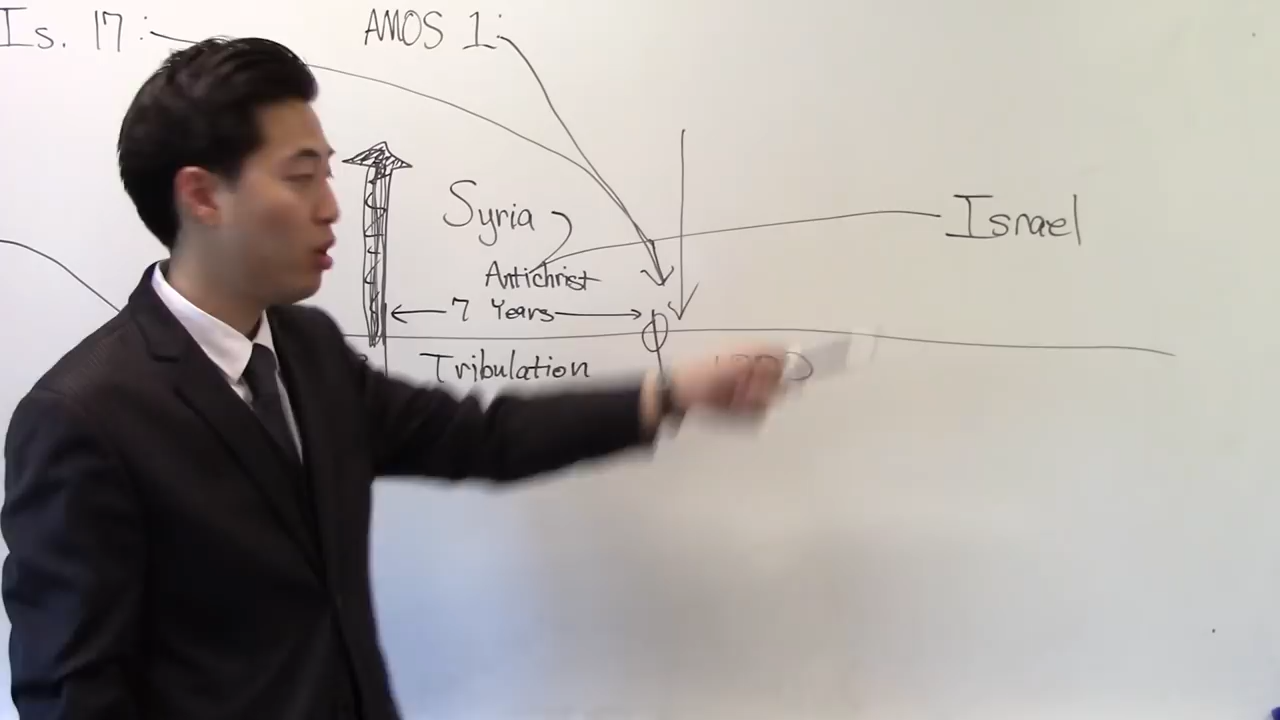 Is. 17:
AMOS 1:
Syria
Israel
Antichrist
7 Years
Tribulation